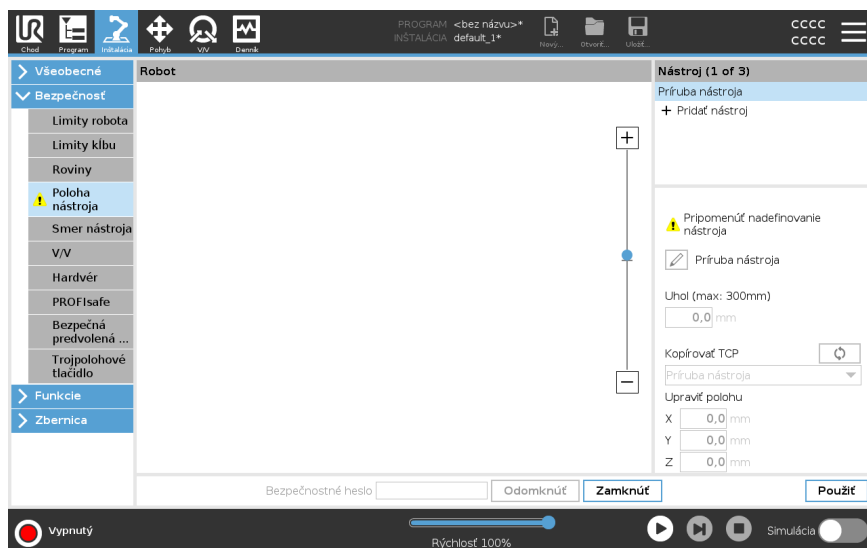 PROGRAM <bez názvu>*
INŠTALÁCIA default_1*
Chod Program Inštalácia Pohyb V/V Denník Nový... Otvoriť... Uložiť...
CCCC
CCCC
Všeobecné
Bezpečnosť
Limity robota
Limity kĺbu
Roviny
Poloha
nástroja
Smer nástroja
V/V
Hardvér
PROFIsafe
Bezpečná
predvolená ...
Trojpolohové
tlačidlo
Funkcie
Zbernica
Robot
Nástroj (1 of 3)
Príruba nástroja
+ Pridať nástroj
Pripomenúť nadefinovanie
nástroja
Príruba nástroja
Uhol (max: 300mm)
0,0 mm
Kopírovať TCP
Príruba nástroja
Upraviť polohu
X 0,0 mm
Y 0,0 mm
Z 0,0 mm
Bezpečnostné heslo Odomknúť Zamknúť Použiť
Vypnutý
Rýchlosť 100%
Simulácia